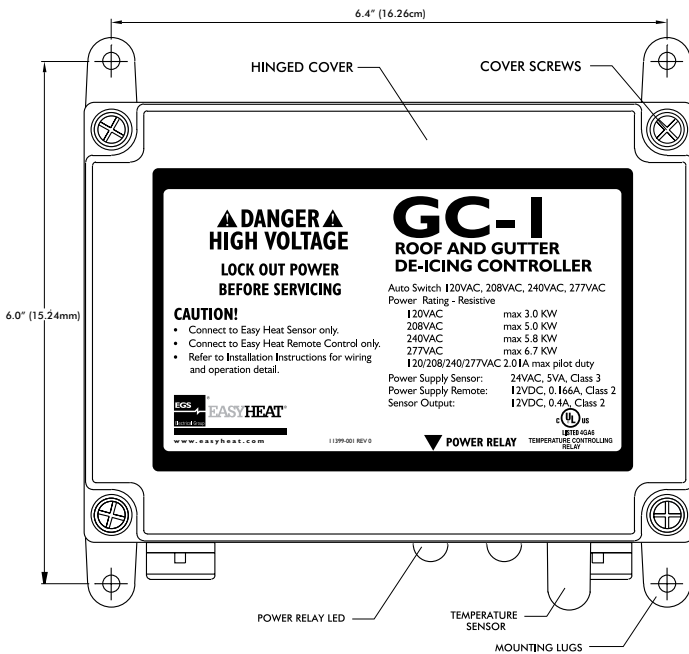 6.4" (16.26cm)
HINGED COVER
COVER SCREWS
6.0" (15.24mm)
DANGER
HIGH VOLTAGE
LOCK OUT POWER
BEFORE SERVICING
CAUTION!
• Connect to Easy Heat Sensor only.
• Connect to Easy Heat Remote Control only.
• Refer to Installation Instructions for wiring
and operation detail.
EGS
Electrical Group
EASYHEAT®
www.easyheat.com
11399-001 REV 0
GC-1
ROOF AND GUTTER
DE-ICING CONTROLLER
Auto Switch 120VAC, 208VAC, 240VAC, 277VAC
Power Rating - Resistive
120VAC max 3.0 KW
208VAC max 5.0 KW
240VAC max 5.8 KW
277VAC max 6.7 KW
120/208/240/277VAC 2.01A max pilot duty
Power Supply Sensor: 24VAC, 5VA, Class 3
Power Supply Remote: 12VDC, 0.166A, Class 2
Sensor Output: 12VDC, 0.4A, Class 2
POWER RELAY
c UL US
LISTED 4GA6
TEMPERATURE CONTROLLING
RELAY
POWER RELAY LED
TEMPERATURE
SENSOR
MOUNTING LUGS